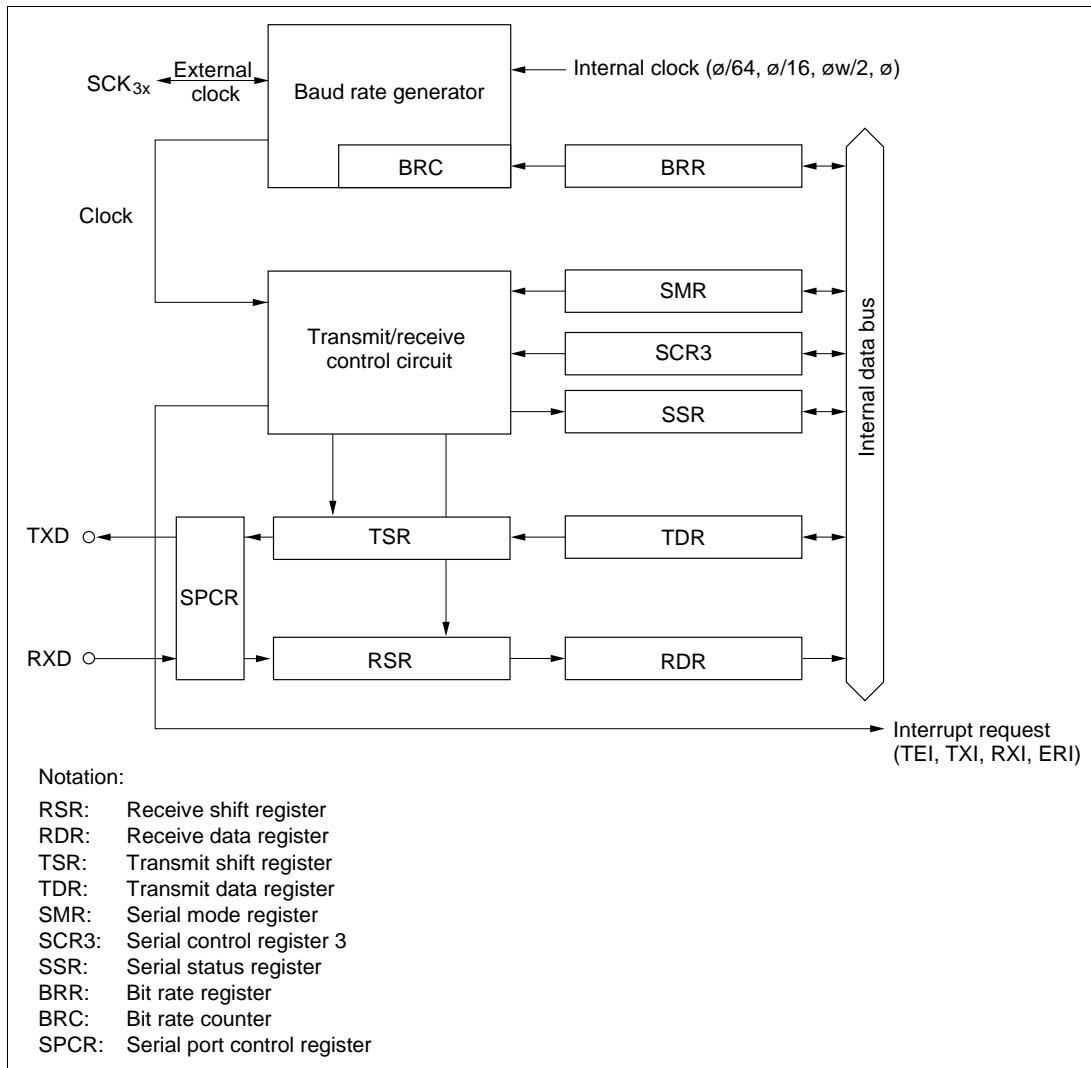 SCK3x
External
clock
Baud rate generator
Internal clock (ø/64, ø/16, øw/2, ø)
BRC
BRR
Clock
Transmit/receive
control circuit
SMR
SCR3
SSR
Internal data bus
TXD
TSR
TDR
SPCR
RXD
RSR
RDR
Interrupt request
(TEI, TXI, RXI, ERI)
Notation:
RSR: Receive shift register
RDR: Receive data register
TSR: Transmit shift register
TDR: Transmit data register
SMR: Serial mode register
SCR3: Serial control register 3
SSR: Serial status register
BRR: Bit rate register
BRC: Bit rate counter
SPCR: Serial port control register